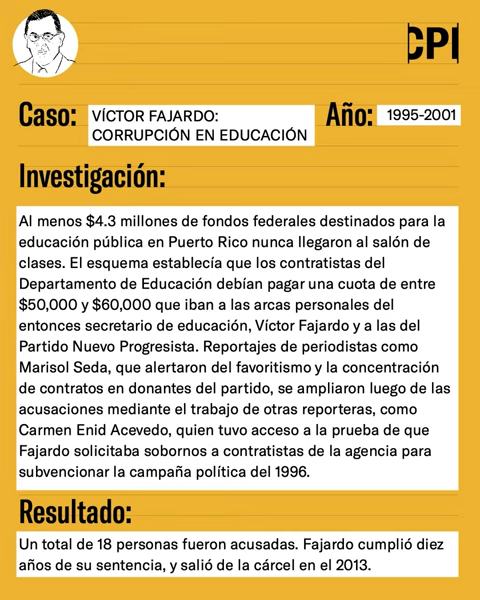 CPI
Caso: VÍCTOR FAJARDO:
CORRUPCIÓN EN EDUCACIÓN
Año: 1995-2001
Investigación:
Al menos $4.3 millones de fondos federales destinados para la
educación pública en Puerto Rico nunca llegaron al salón de
clases. El esquema establecía que los contratistas del
Departamento de Educación debían pagar una cuota de entre
$50,000 y $60,000 que iban a las arcas personales del
entonces secretario de educación, Víctor Fajardo y a las del
Partido Nuevo Progresista. Reportajes de periodistas como
Marisol Seda, que alertaron del favoritismo y la concentración
de contratos en donantes del partido, se ampliaron luego de las
acusaciones mediante el trabajo de otras reporteras, como
Carmen Enid Acevedo, quien tuvo acceso a la prueba de que
Fajardo solicitaba sobornos a contratistas de la agencia para
subvencionar la campaña política del 1996.
Resultado:
Un total de 18 personas fueron acusadas. Fajardo cumplió diez
años de su sentencia, y salió de la cárcel en el 2013.